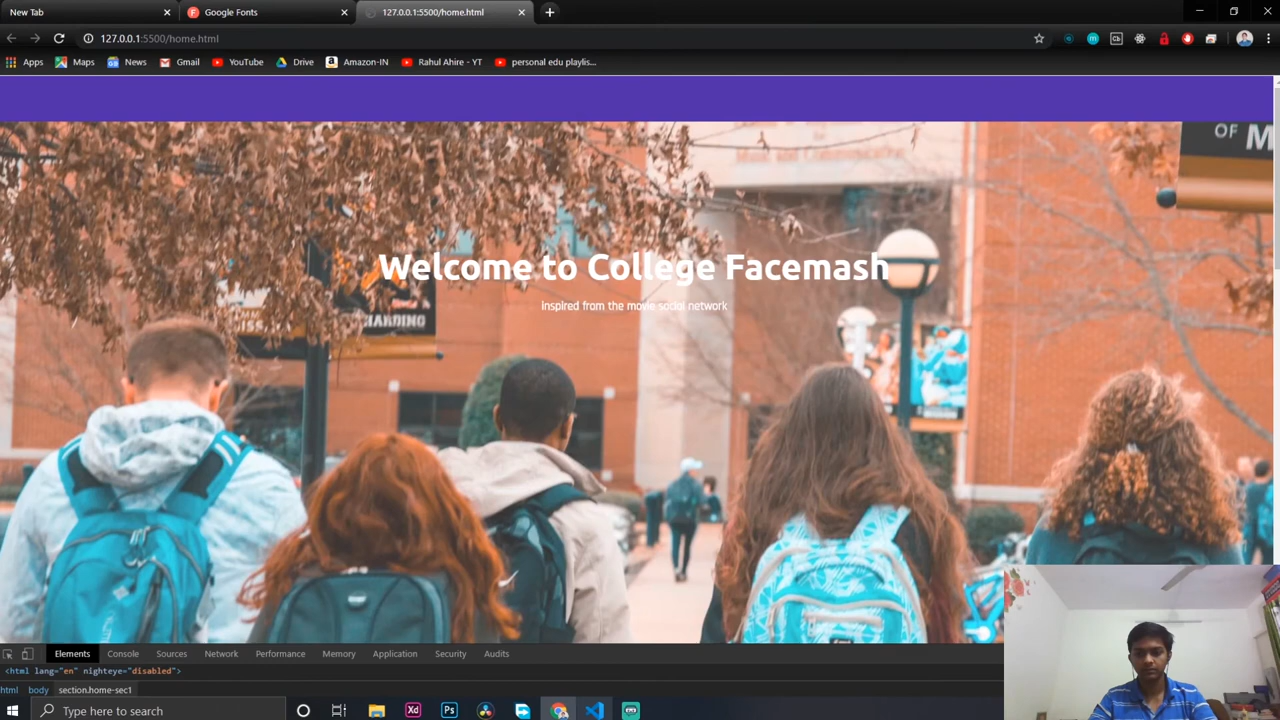 New Tab
Google Fonts
127.0.0.1:5500/home.html
127.0.0.1:5500/home.html
Apps
Maps
News
Gmail
YouTube
Drive
Amazon-IN
Rahul Ahire - YT
personal edu playlis...
OF
M
HARDING
Welcome to College Facemash
inspired from the movie social network
Elements
Console
Sources
Network
Performance
Memory
Application
Security
Audits
<html lang="en" nighteye="disabled">
html
body
section.home-sec1
Type here to search